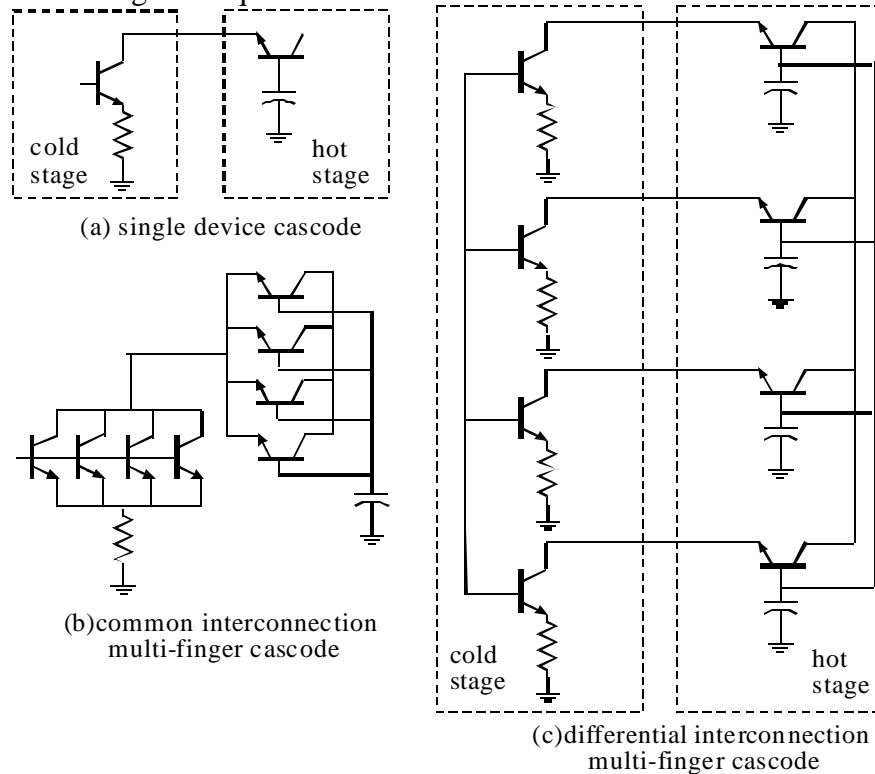 cold
stage
hot
stage
(a) single device cascode
(b)common interconnection
multi-finger cascode
cold
stage
hot
stage
(c)differential interconnection
multi-finger cascode